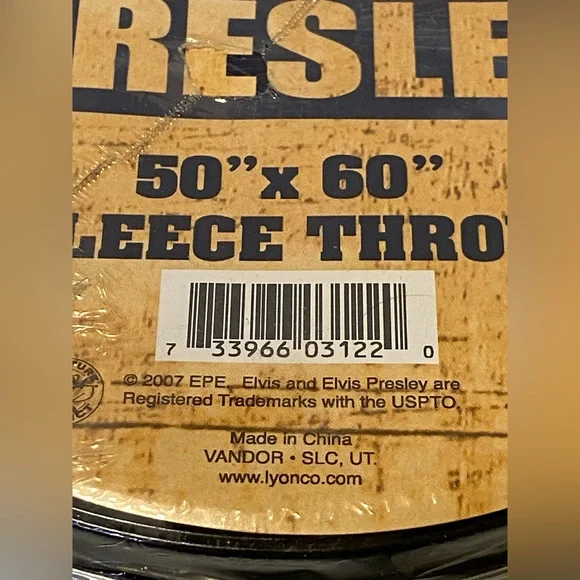 RESLE
50”x 60”
LEECE THRO
7 33966 03122 0
© 2007 EPE. Elvis and Elvis Presley are
Registered Trademarks with the USPTO.
Made in China
VANDOR • SLC, UT.
www.lyonco.com